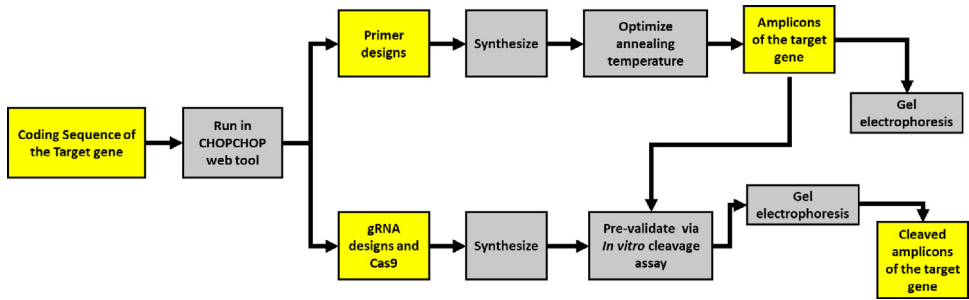 Coding Sequence of
the Target gene
Run in
CHOPCHOP
web tool
Primer
designs
Synthesize
Optimize
annealing
temperature
Amplicons
of the target
gene
Gel
electrophoresis
gRNA
designs and
Cas9
Synthesize
Pre-validate via
In vitro cleavage
assay
Gel
electrophoresis
Cleaved
amplicons
of the target
gene